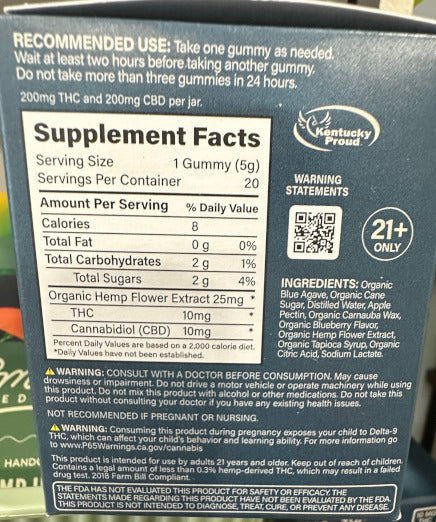 RECOMMENDED USE: Take one gummy as needed.
Wait at least two hours before taking another gummy.
Do not take more than three gummies in 24 hours.
200mg THC and 200mg CBD per jar.
Supplement Facts
Serving Size 1 Gummy (5g)
Servings Per Container 20
Amount Per Serving % Daily Value
Calories 8
Total Fat 0 g 0%
Total Carbohydrates 2 g 1%
Total Sugars 2 g 4%
Organic Hemp Flower Extract 25mg *
THC 10mg *
Cannabidiol (CBD) 10mg *
Percent Daily Values are based on a 2,000 calorie diet.
*Daily Values have not been established.
Kentucky
Proud
WARNING
STATEMENTS
21+
ONLY
INGREDIENTS: Organic
Blue Agave, Organic Cane
Sugar, Distilled Water, Apple
Pectin, Organic Carnauba Wax,
Organic Blueberry Flavor,
Organic Hemp Flower Extract,
Organic Tapioca Syrup, Organic
Citric Acid, Sodium Lactate.
WARNING: CONSULT WITH A DOCTOR BEFORE CONSUMPTION. May cause
drowsiness or impairment. Do not drive a motor vehicle or operate machinery while using
this product. Do not mix this product with alcohol or other medications. Do not take this
product without consulting your doctor if you have any existing health issues.
NOT RECOMMENDED IF PREGNANT OR NURSING.
WARNING: Consuming this product during pregnancy exposes your child to Delta-9
THC, which can affect your child's behavior and learning ability. For more information go
to www.P65Warnings.ca.gov/cannabis
This product is intended for use by adults 21 years and older. Keep out of reach of children.
Contains a legal amount of less than 0.3% hemp-derived THC, which may result in a failed
drug test. 2018 Farm Bill Compliant.
THE FDA HAS NOT EVALUATED THIS PRODUCT FOR SAFETY OR EFFICACY. THE
STATEMENTS MADE REGARDING THIS PRODUCT HAVE NOT BEEN EVALUATED BY THE FDA.
THIS PRODUCT IS NOT INTENDED TO DIAGNOSE, TREAT, CURE, OR PREVENT ANY DISEASE.